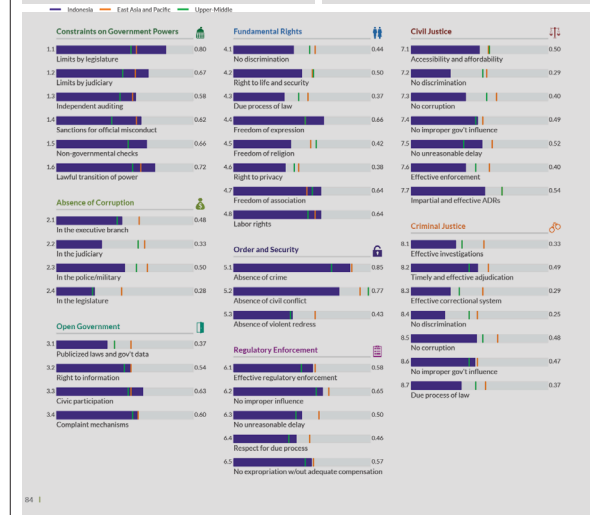 Indonesia East Asia and Pacific Upper-Middle
Constraints on Government Powers
1.1 0.80
Limits by legislature
1.2 0.67
Limits by judiciary
1.3 0.58
Independent auditing
1.4 0.62
Sanctions for official misconduct
1.5 0.66
Non-governmental checks
1.6 0.72
Lawful transition of power
Absence of Corruption
2.1 0.48
In the executive branch
2.2 0.33
In the judiciary
2.3 0.50
In the police/military
2.4 0.28
In the legislature
Open Government
3.1 0.37
Publicized laws and gov't data
3.2 0.54
Right to information
3.3 0.63
Civic participation
3.4 0.60
Complaint mechanisms
Fundamental Rights
4.1 0.44
No discrimination
4.2 0.50
Right to life and security
4.3 0.37
Due process of law
4.4 0.66
Freedom of expression
4.5 0.42
Freedom of religion
4.6 0.38
Right to privacy
4.7 0.64
Freedom of association
4.8 0.64
Labor rights
Order and Security
5.1 0.85
Absence of crime
5.2 0.77
Absence of civil conflict
5.3 0.43
Absence of violent redress
Regulatory Enforcement
6.1 0.58
Effective regulatory enforcement
6.2 0.65
No improper influence
6.3 0.50
No unreasonable delay
6.4 0.46
Respect for due process
6.5 0.57
No expropriation w/out adequate compensation
Civil Justice
7.1 0.50
Accessibility and affordability
7.2 0.29
No discrimination
7.3 0.40
No corruption
7.4 0.49
No improper gov't influence
7.5 0.52
No unreasonable delay
7.6 0.40
Effective enforcement
7.7 0.54
Impartial and effective ADRs
Criminal Justice
8.1 0.33
Effective investigations
8.2 0.49
Timely and effective adjudication
8.3 0.29
Effective correctional system
8.4 0.25
No discrimination
8.5 0.48
No corruption
8.6 0.47
No improper gov't influence
8.7 0.37
Due process of law
84 |